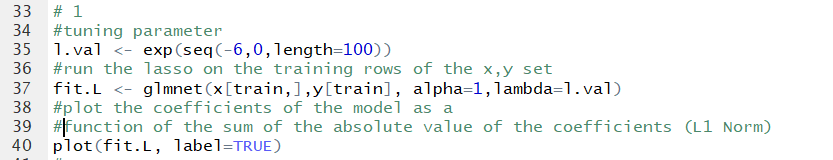 33 # 1
34 #tuning parameter
35 l.val <- exp(seq(-6,0,length=100))
36 #run the lasso on the training rows of the x,y set
37 fit.L <- glmnet(x[train,],y[train], alpha=1,lambda=l.val)
38 #plot the coefficients of the model as a
39 #function of the sum of the absolute value of the coefficients (L1 Norm)
40 plot(fit.L, label=TRUE)